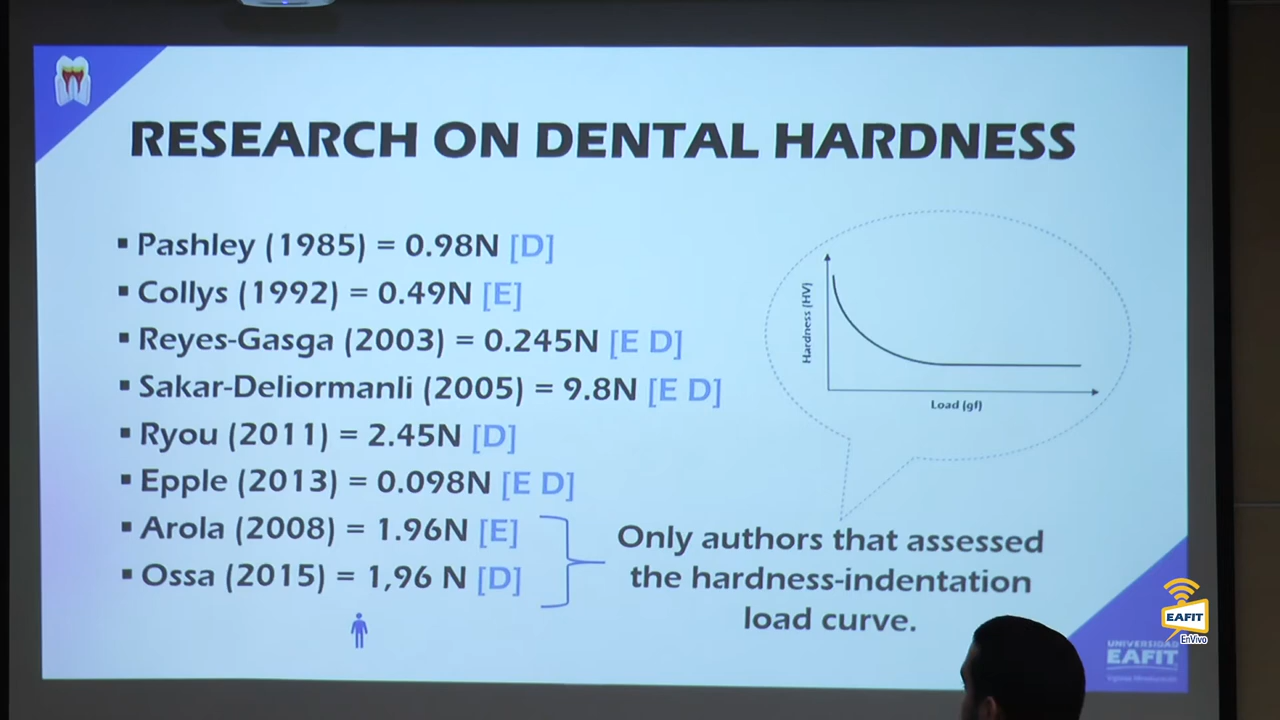 RESEARCH ON DENTAL HARDNESS
▪ Pashley (1985) = 0.98N [D]
▪ Collys (1992) = 0.49N [E]
▪ Reyes-Gasga (2003) = 0.245N [E D]
▪ Sakar-Deliormanli (2005) = 9.8N [E D]
▪ Ryou (2011) = 2.45N [D]
▪ Epple (2013) = 0.098N [E D]
▪ Arola (2008) = 1.96N [E]
▪ Ossa (2015) = 1,96 N [D]
Hardness (HV)
Load (gf)
Only authors that assessed
the hardness-indentation
load curve.
EAFIT
EnVivo
UNIVERSIDAD
EAFIT